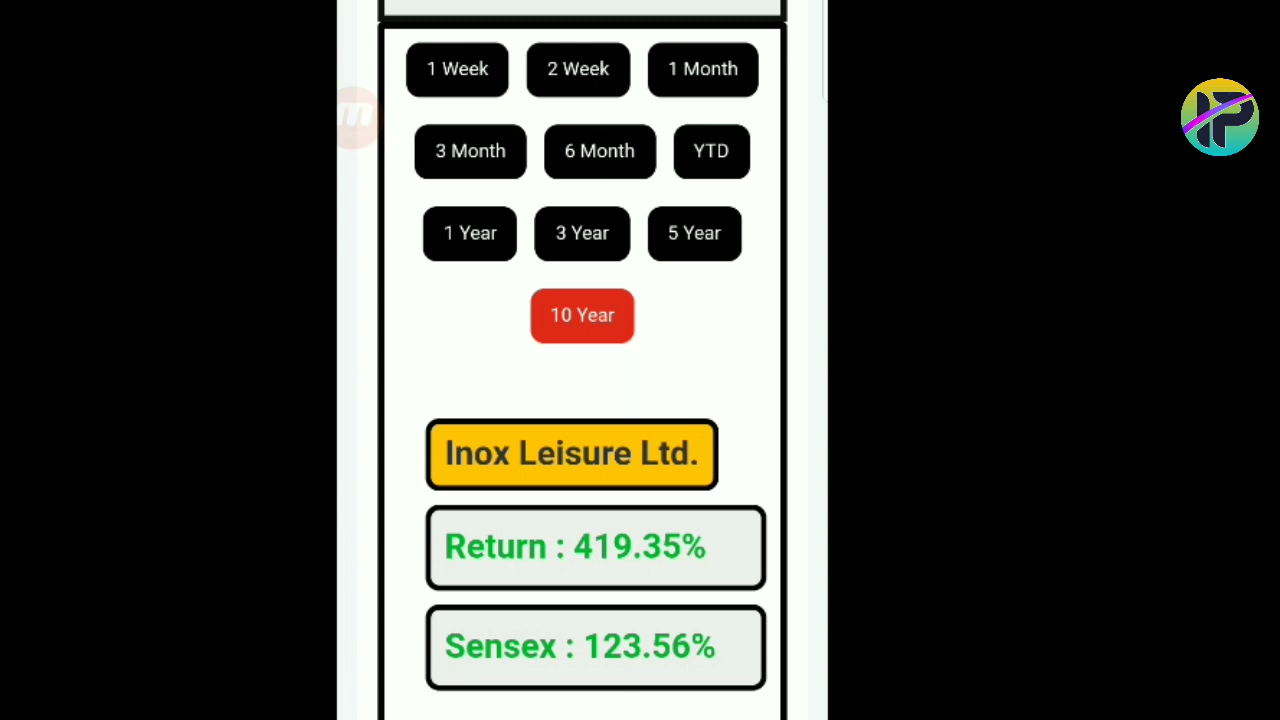 1 Week 2 Week 1 Month
3 Month 6 Month YTD
1 Year 3 Year 5 Year
10 Year
Inox Leisure Ltd.
Return : 419.35%
Sensex : 123.56%
IP